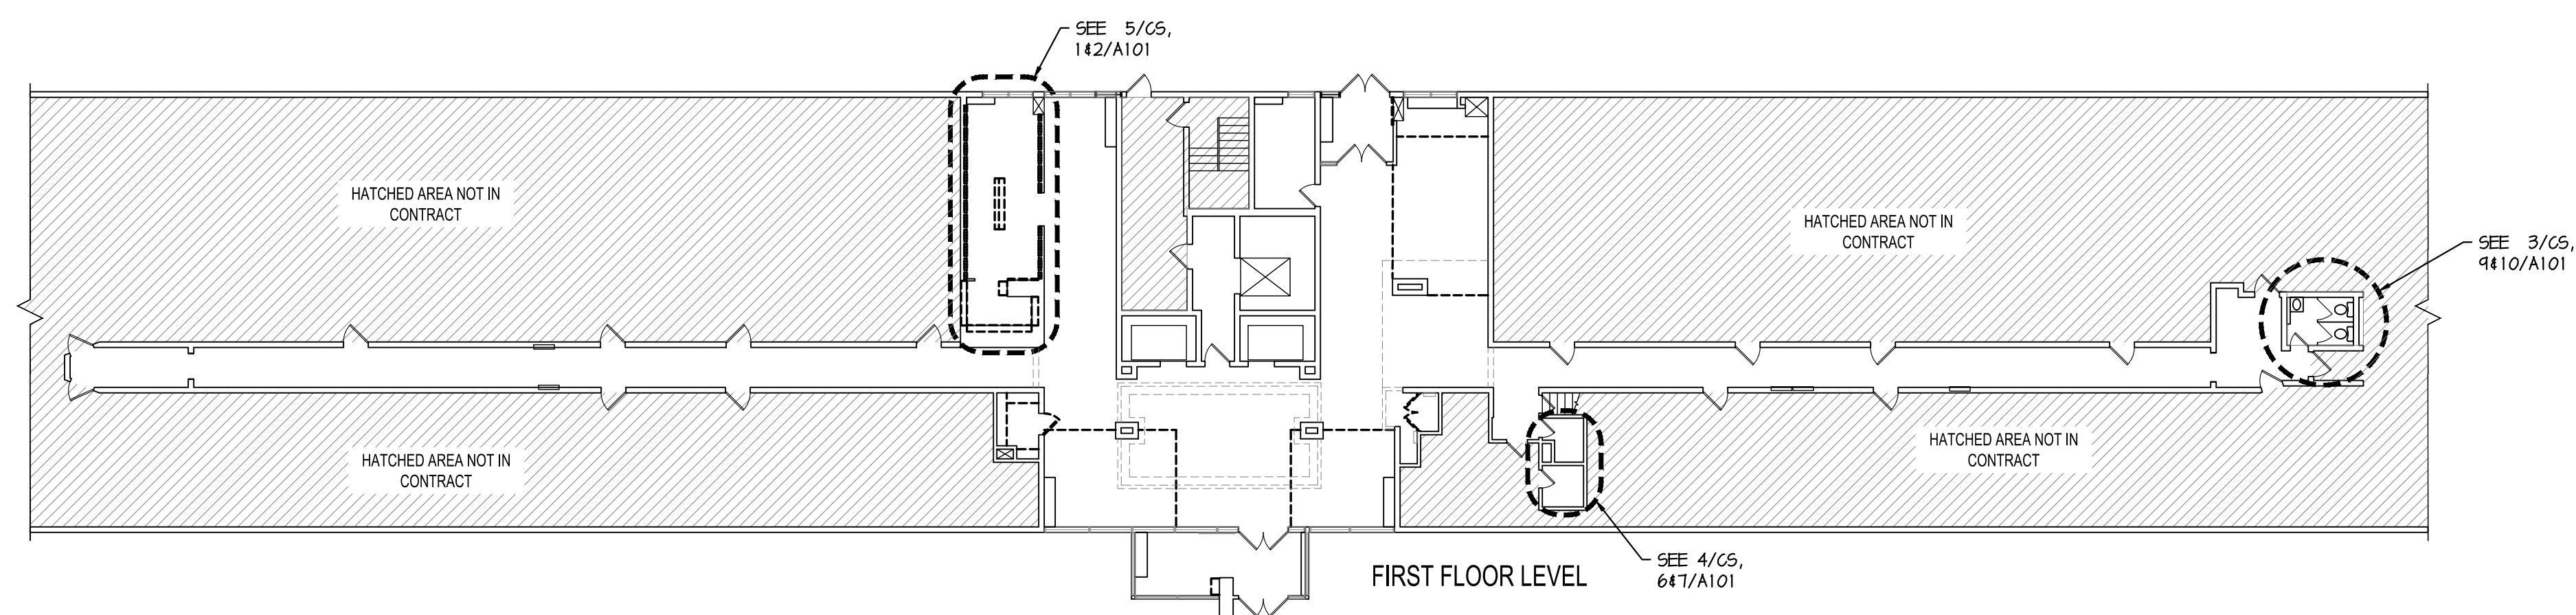 SEE 5/CS,
1&2/A101
HATCHED AREA NOT IN
CONTRACT
HATCHED AREA NOT IN
CONTRACT
SEE 3/CS,
9&10/A101
HATCHED AREA NOT IN
CONTRACT
HATCHED AREA NOT IN
CONTRACT
SEE 4/CS,
6&7/A101
FIRST FLOOR LEVEL